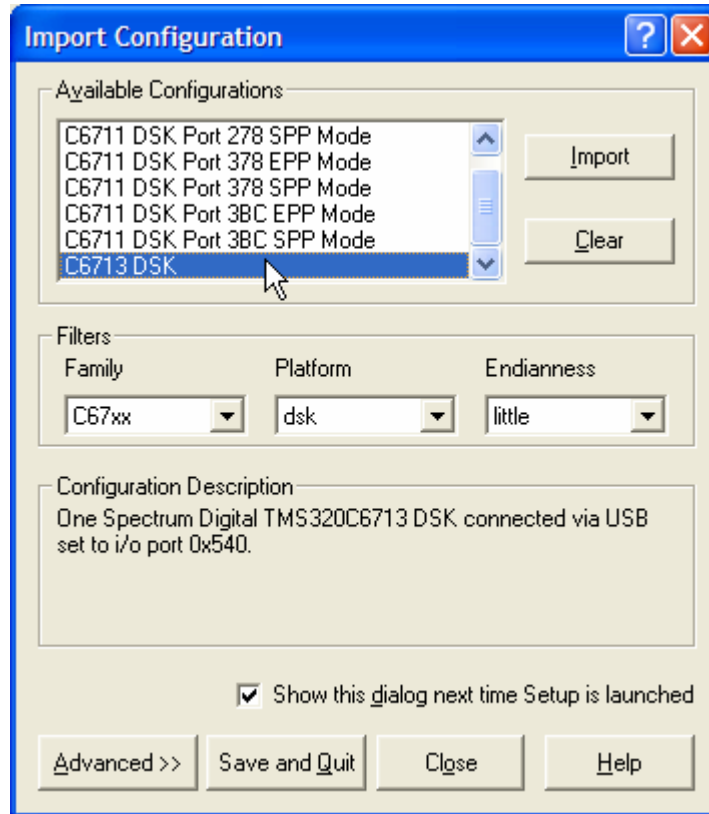 Import Configuration
Available Configurations
C6711 DSK Port 278 SPP Mode
C6711 DSK Port 378 EPP Mode
C6711 DSK Port 378 SPP Mode
C6711 DSK Port 3BC EPP Mode
C6711 DSK Port 3BC SPP Mode
C6713 DSK
Import
Clear
Filters
Family
Platform
Endianness
C67xx
dsk
little
Configuration Description
One Spectrum Digital TMS320C6713 DSK connected via USB
set to i/o port 0x540.
Show this dialog next time Setup is launched
Advanced >>
Save and Quit
Close
Help